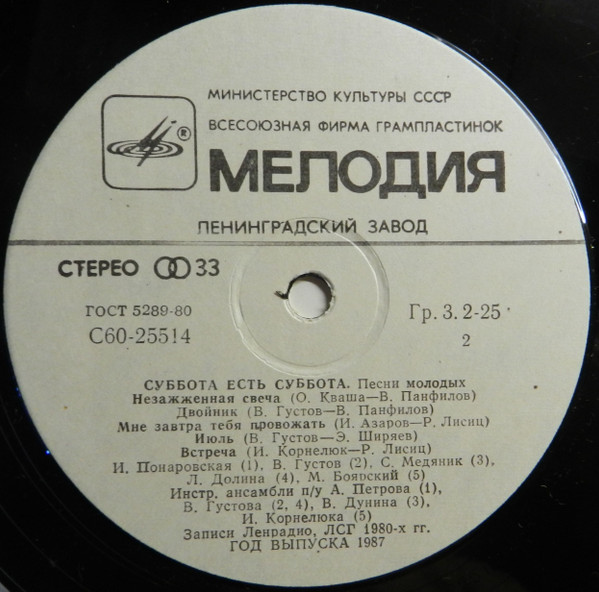 МИНИСТЕРСТВО КУЛЬТУРЫ СССР
ВСЕСОЮЗНАЯ ФИРМА ГРАМПЛАСТИНОК
®
МЕЛОДИЯ
ЛЕНИНГРАДСКИЙ ЗАВОД
СТЕРЕО 33
ГОСТ 5289-80
С60-25514
Гр. 3. 2-25
2
СУББОТА ЕСТЬ СУББОТА. Песни молодых
Незажженная свеча (О. Кваша—В. Панфилов)
Двойник (В. Густов—В. Панфилов)
Мне завтра тебя провожать (И. Азаров—Р. Лисиц)
Июль (В. Густов—Э. Ширяев)
Встреча (И. Корнелюк—Р. Лисиц)
И. Понаровская (1), В. Густов (2), С. Медяник (3),
Л. Долина (4), М. Боярский (5)
Инстр. ансамбли п/у А. Петрова (1),
В. Густова (2, 4), В. Дунина (3),
И. Корнелюка (5)
Записи Ленрадио, ЛСГ 1980-х гг.
ГОД ВЫПУСКА 1987